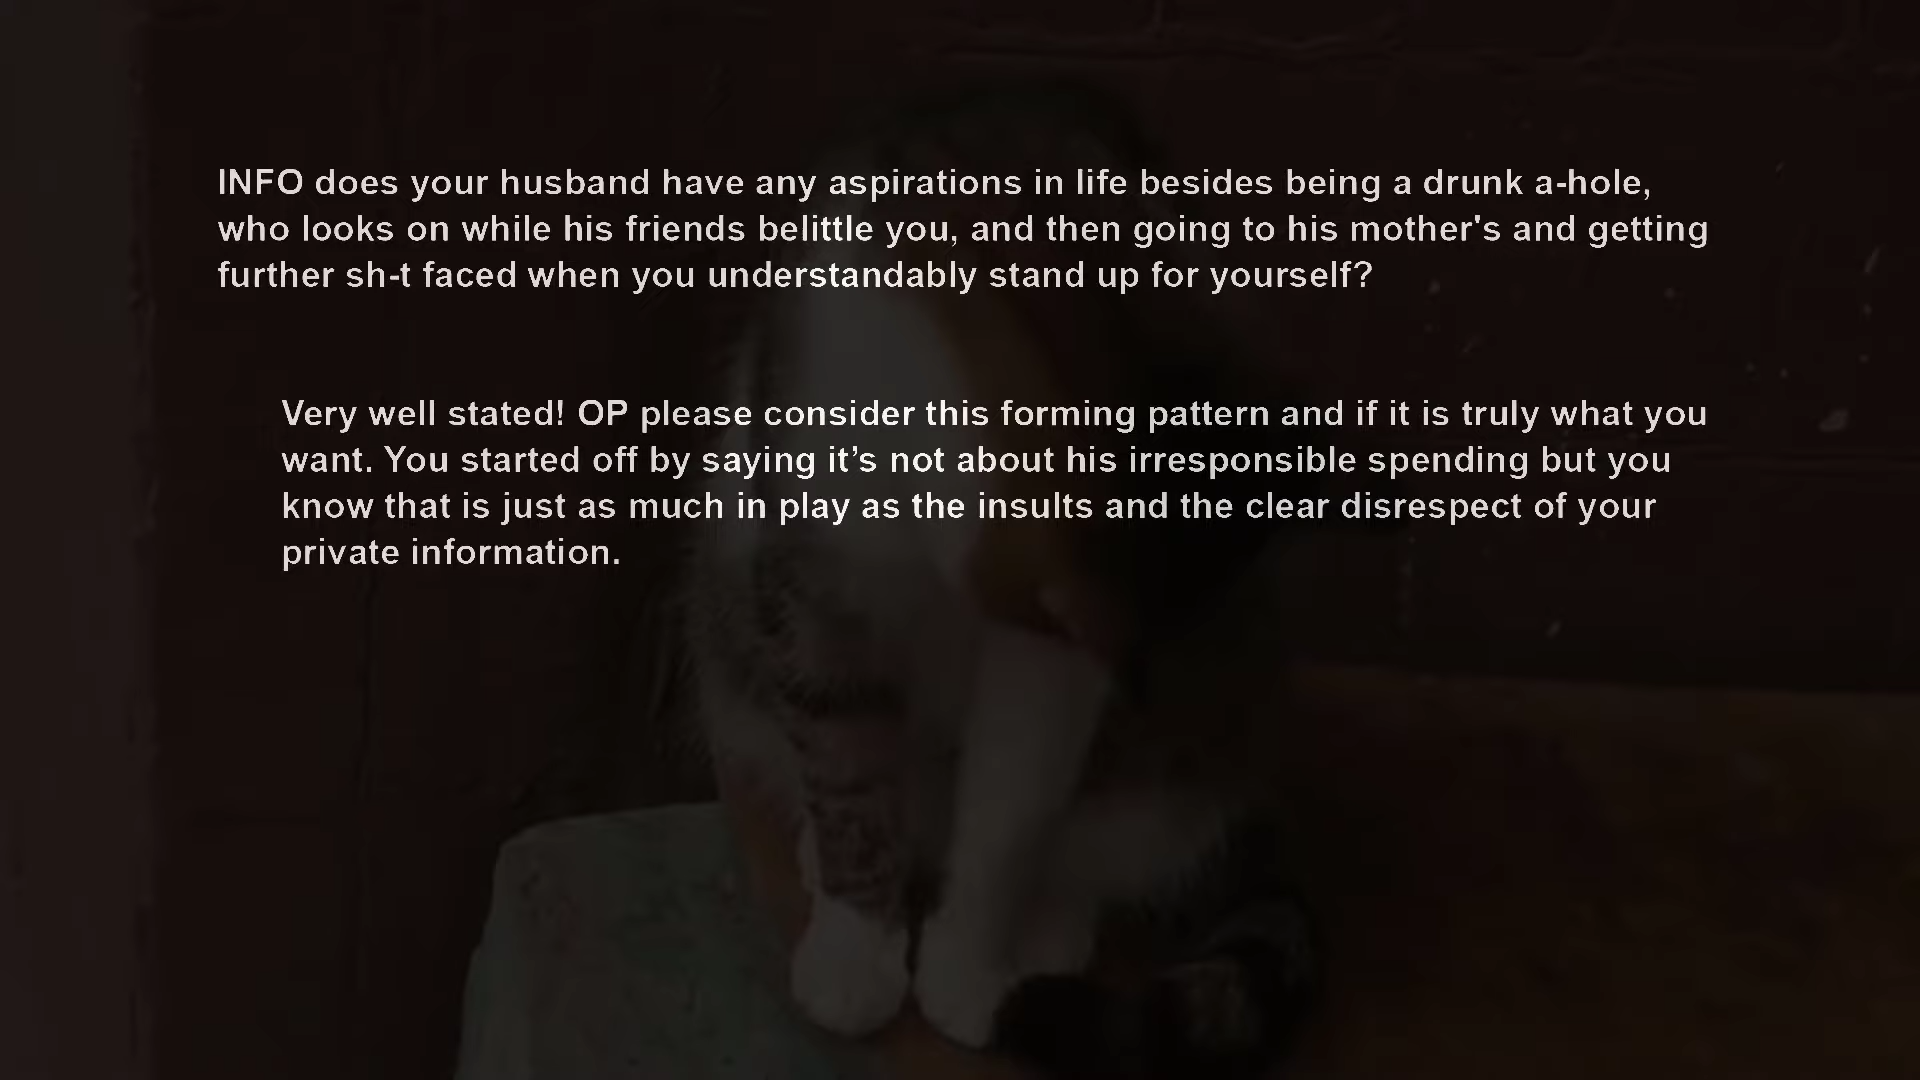 INFO does your husband have any aspirations in life besides being a drunk a-hole,
who looks on while his friends belittle you, and then going to his mother's and getting
further sh-t faced when you understandably stand up for yourself?
Very well stated! OP please consider this forming pattern and if it is truly what you
want. You started off by saying it’s not about his irresponsible spending but you
know that is just as much in play as the insults and the clear disrespect of your
private information.